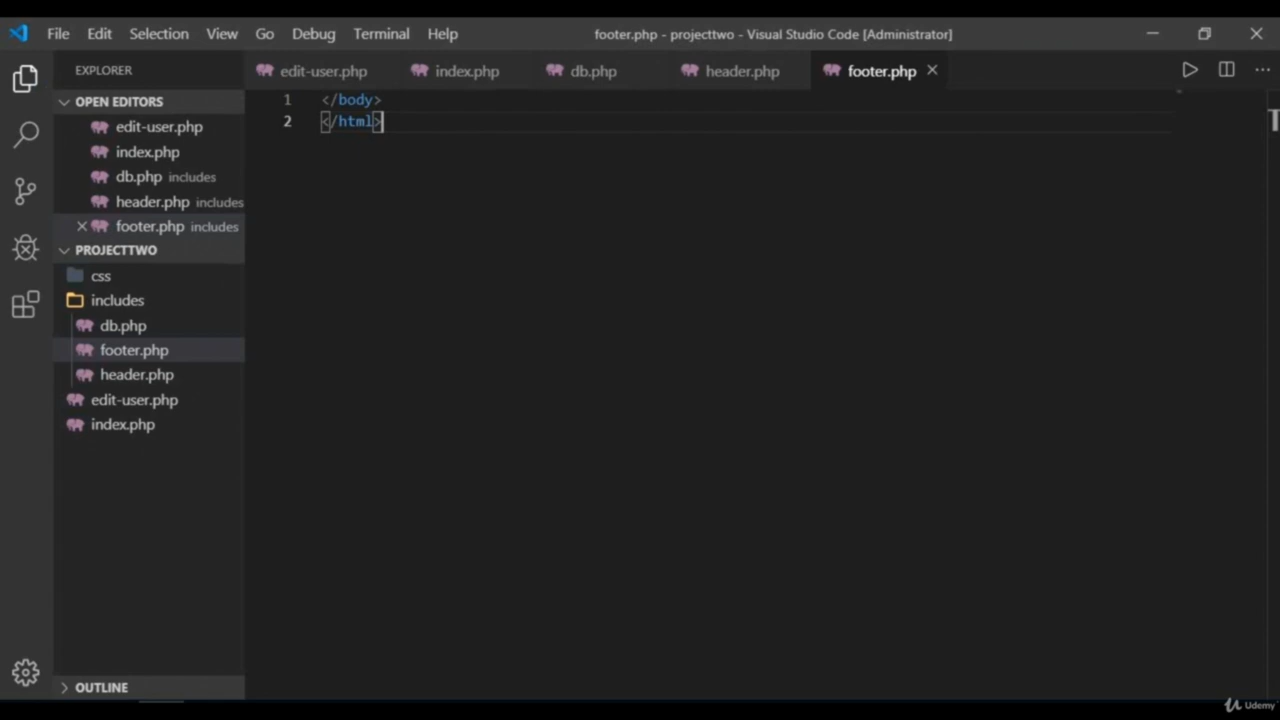 File Edit Selection View Go Debug Terminal Help footer.php - projecttwo - Visual Studio Code [Administrator]
EXPLORER
edit-user.php index.php db.php header.php footer.php
OPEN EDITORS
edit-user.php
index.php
db.php includes
header.php includes
footer.php includes
PROJECTTWO
css
includes
db.php
footer.php
header.php
edit-user.php
index.php
OUTLINE
1 </body>
2 </html>
Udemy